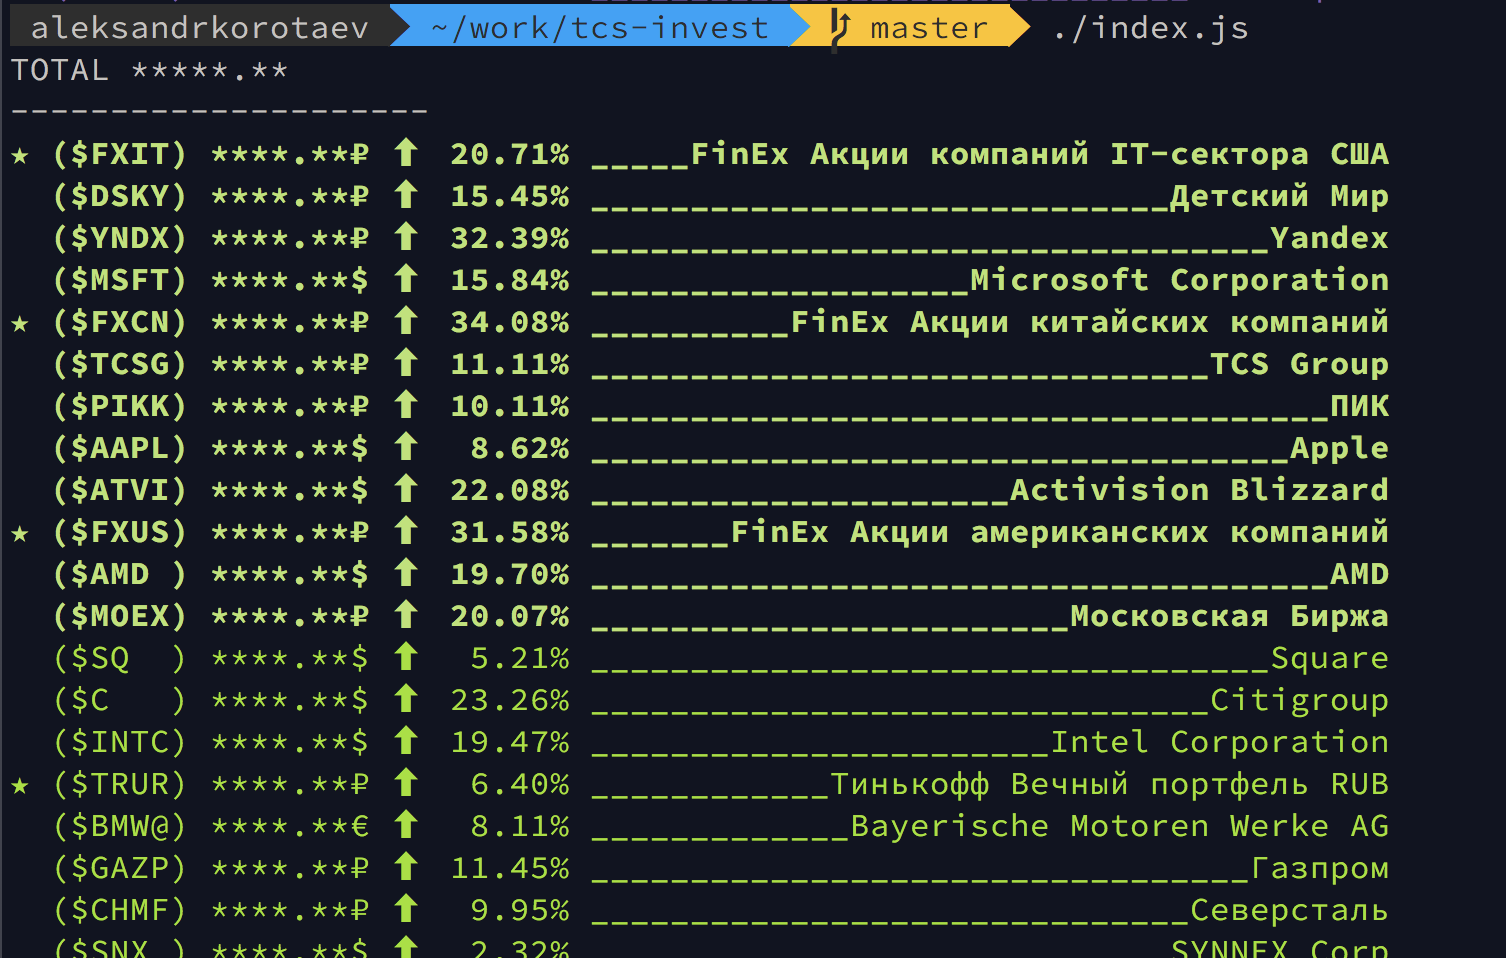 aleksandrkorotaev ~/work/tcs-invest master ./index.js
TOTAL *****.**
---------------------
★ ($FXIT) ****.**₽ ⬆ 20.71% _____FinEx Акции компаний IT-сектора США
($DSKY) ****.**₽ ⬆ 15.45% _____________________________Детский Мир
($YNDX) ****.**₽ ⬆ 32.39% __________________________________Yandex
($MSFT) ****.**$ ⬆ 15.84% ___________________Microsoft Corporation
★ ($FXCN) ****.**₽ ⬆ 34.08% __________FinEx Акции китайских компаний
($TCSG) ****.**₽ ⬆ 11.11% _______________________________TCS Group
($PIKK) ****.**₽ ⬆ 10.11% _____________________________________ПИК
($AAPL) ****.**$ ⬆ 8.62% ___________________________________Apple
($ATVI) ****.**$ ⬆ 22.08% _____________________Activision Blizzard
★ ($FXUS) ****.**₽ ⬆ 31.58% _______FinEx Акции американских компаний
($AMD ) ****.**$ ⬆ 19.70% _____________________________________AMD
($MOEX) ****.**₽ ⬆ 20.07% ________________________Московская Биржа
($SQ  ) ****.**$ ⬆ 5.21% __________________________________Square
($C   ) ****.**$ ⬆ 23.26% _______________________________Citigroup
($INTC) ****.**$ ⬆ 19.47% _______________________Intel Corporation
★ ($TRUR) ****.**₽ ⬆ 6.40% ____________Тинькофф Вечный портфель RUB
($BMW@) ****.**€ ⬆ 8.11% _____________Bayerische Motoren Werke AG
($GAZP) ****.**₽ ⬆ 11.45% _________________________________Газпром
($CHMF) ****.**₽ ⬆ 9.95% ______________________________Северсталь
($SNX ) ****.**$ ⬆ 2.32% SYNNEX Corp